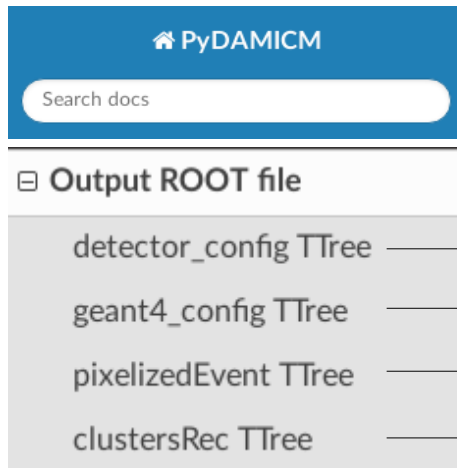 PyDAMICM
Search docs
Output ROOT file
detector_config TTree
geant4_config TTree
pixelizedEvent TTree
clustersRec TTree